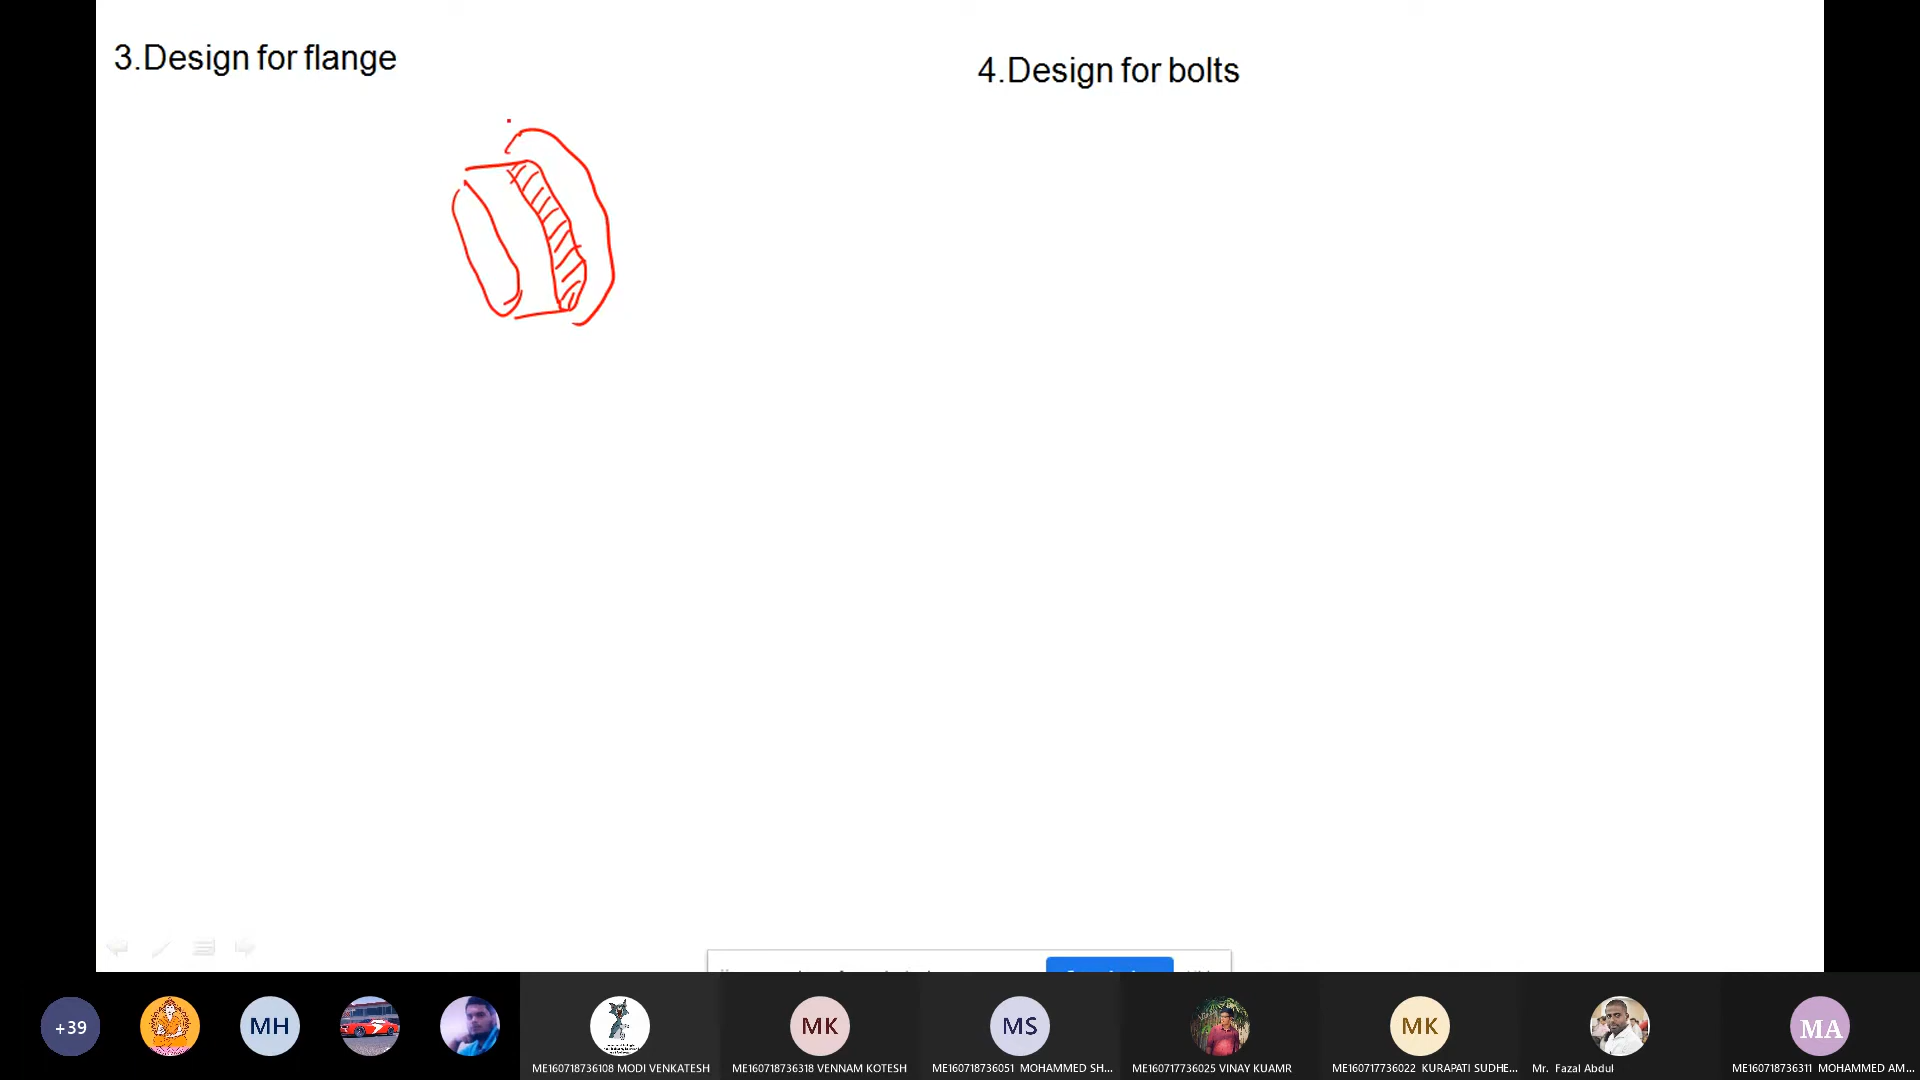 3.Design for flange
4.Design for bolts
+39
MH
MK
MS
MK
MA
ME160718736108 MODI VENKATESH
ME160718736318 VENNAM KOTESH
ME160718736051 MOHAMMED SH...
ME160717736025 VINAY KUAMR
ME160717736022 KURAPATI SUDHE...
Mr. Fazal Abdul
ME160718736311 MOHAMMED AM...